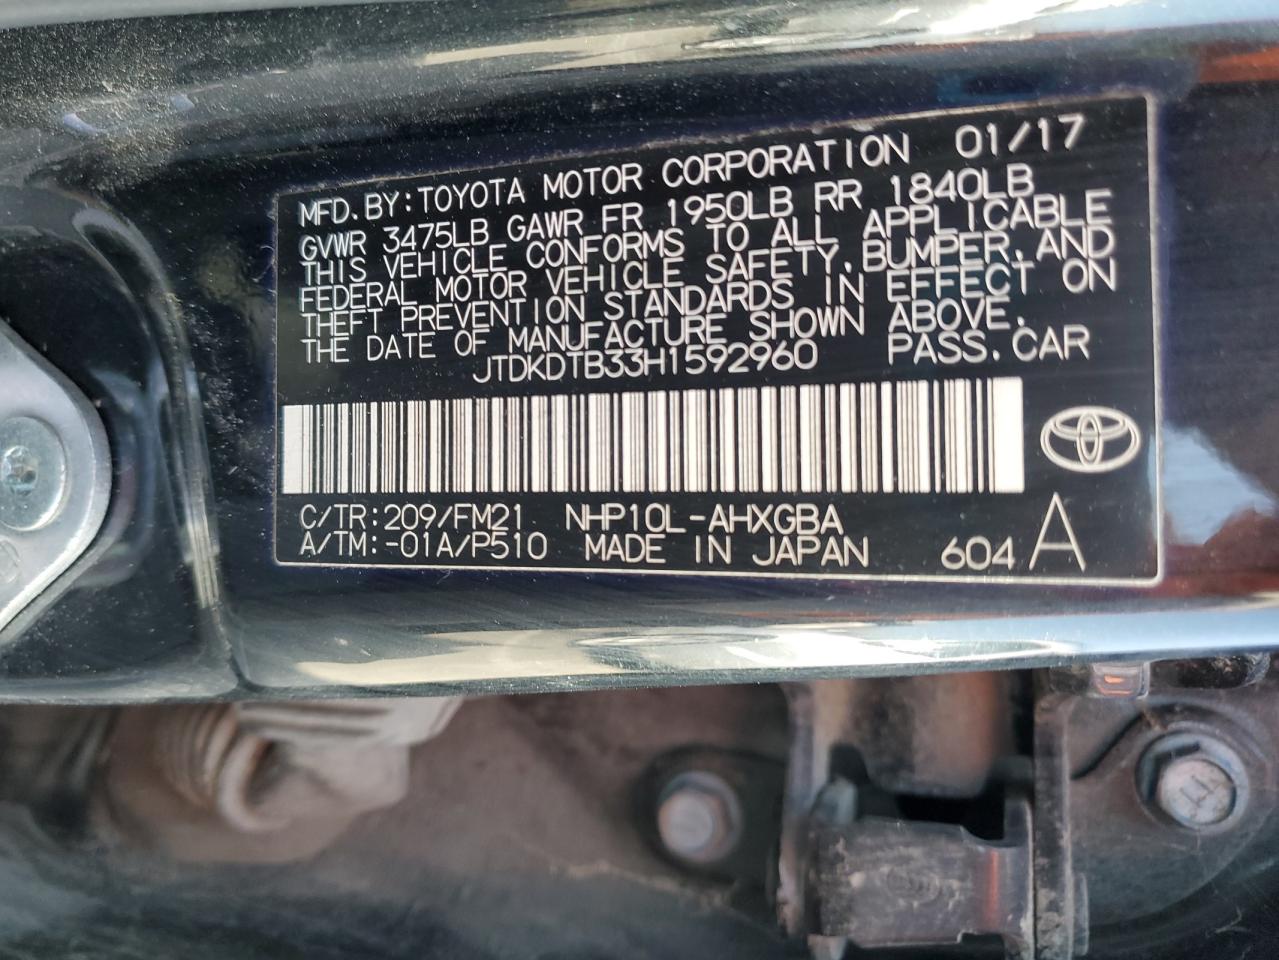 MFD.BY:TOYOTA MOTOR CORPORATION 01/17
GVWR 3475LB GAWR FR 1950LB RR 1840LB
THIS VEHICLE CONFORMS TO ALL APPLICABLE
FEDERAL MOTOR VEHICLE SAFETY,BUMPER,AND
THEFT PREVENTION STANDARDS IN EFFECT ON
THE DATE OF MANUFACTURE SHOWN ABOVE.
JTDKDTB33H1592960 PASS.CAR
C/TR:209/FM21 NHP10L-AHXGBA
A/TM:-01A/P510 MADE IN JAPAN 604 A